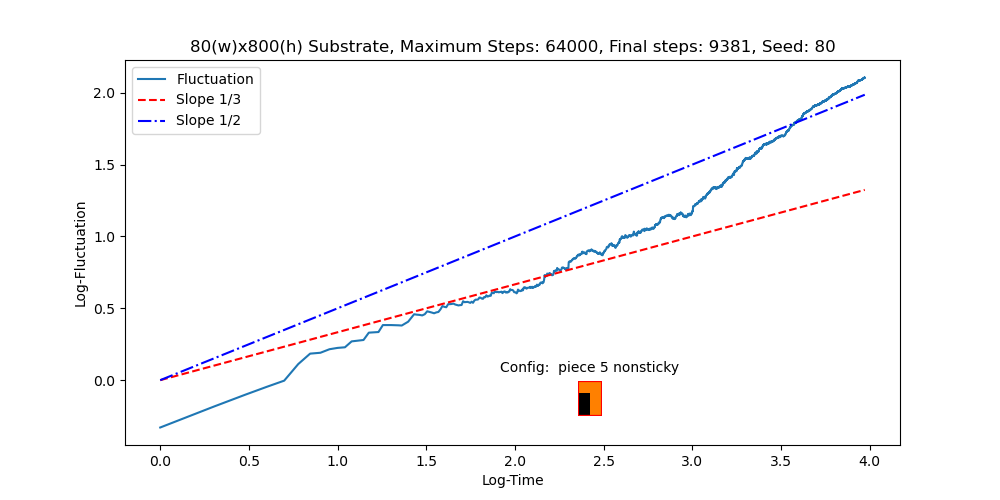 80(w)x800(h) Substrate, Maximum Steps: 64000, Final steps: 9381, Seed: 80
Fluctuation
Slope 1/3
Slope 1/2
2.0
1.5
1.0
0.5
0.0
Log-Fluctuation
Config:  piece 5 nonsticky
0.0 0.5 1.0 1.5 2.0 2.5 3.0 3.5 4.0
Log-Time